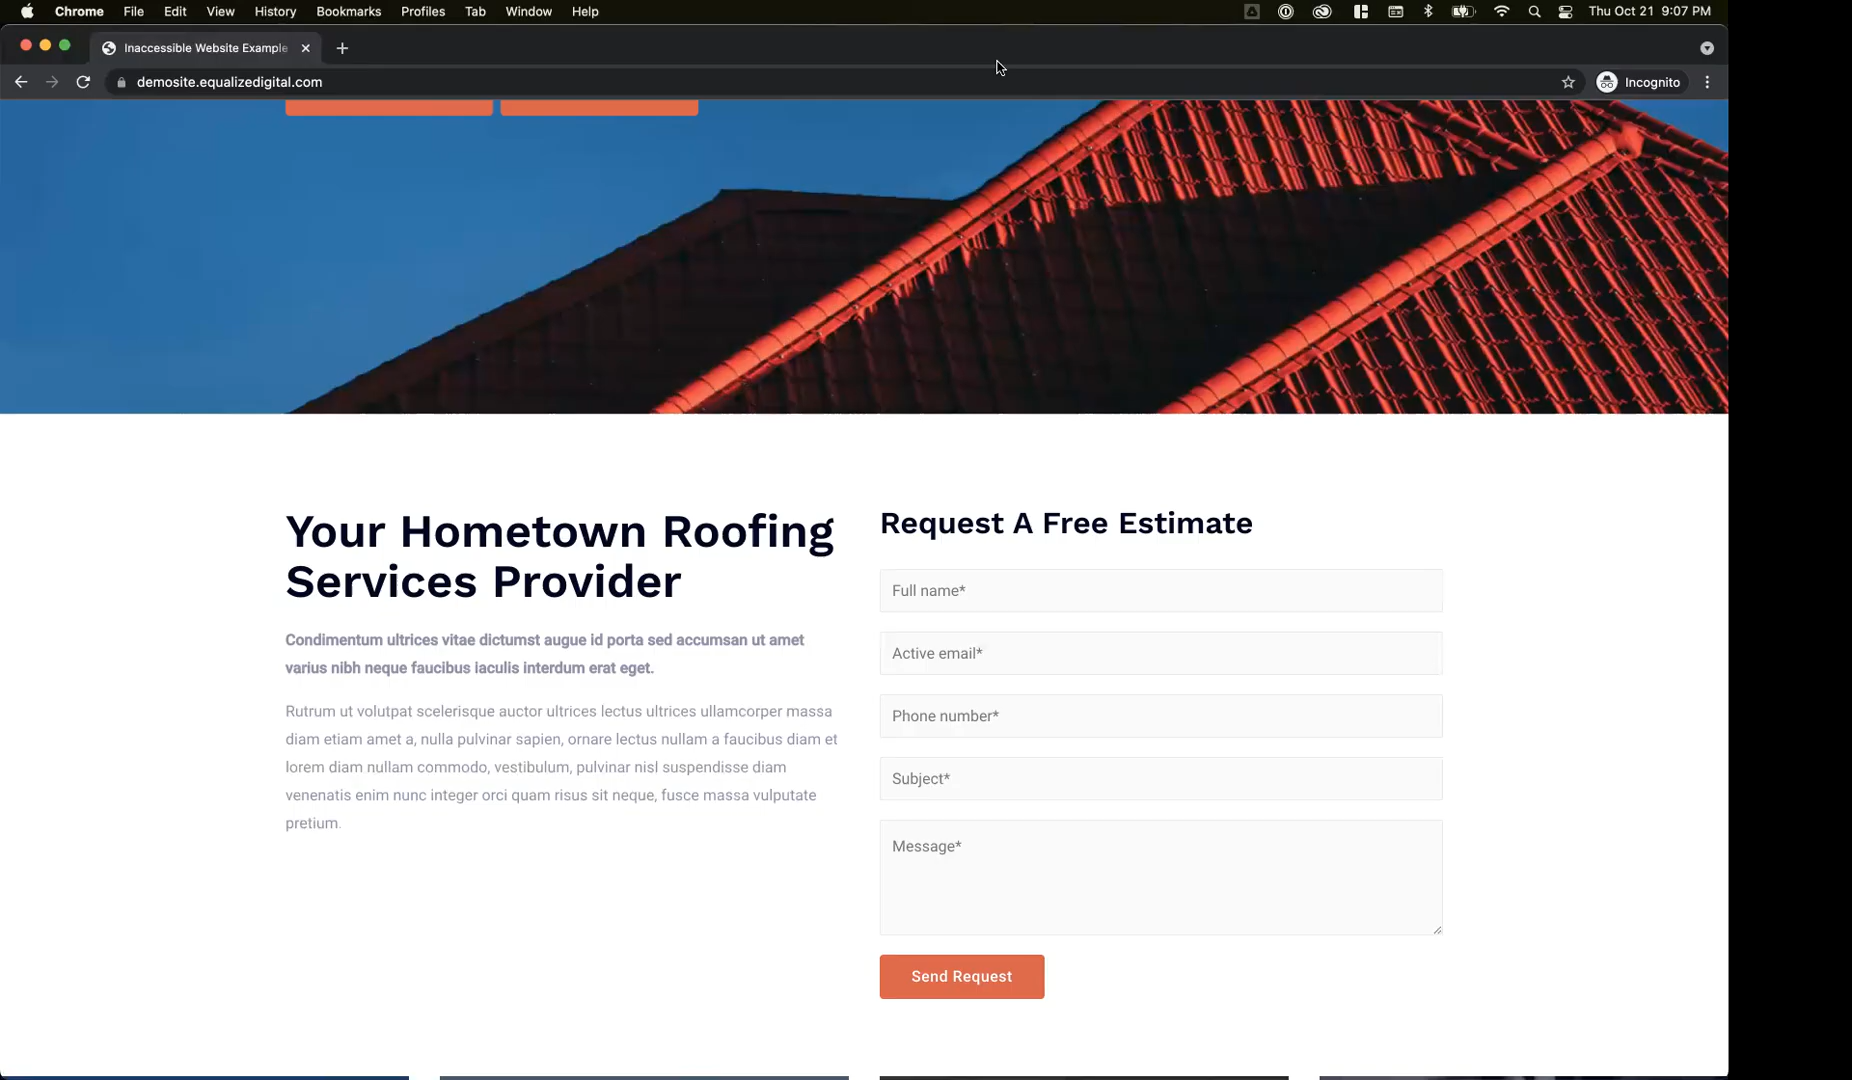 Chrome File Edit View History Bookmarks Profiles Tab Window Help Thu Oct 21 9:07 PM
Inaccessible Website Example
demosite.equalizedigital.com Incognito
Your Hometown Roofing
Services Provider
Condimentum ultrices vitae dictumst augue id porta sed accumsan ut amet
varius nibh neque faucibus iaculis interdum erat eget.
Rutrum ut volutpat scelerisque auctor ultrices lectus ultrices ullamcorper massa
diam etiam amet a, nulla pulvinar sapien, ornare lectus nullam a faucibus diam et
lorem diam nullam commodo, vestibulum, pulvinar nisl suspendisse diam
venenatis enim nunc integer orci quam risus sit neque, fusce massa vulputate
pretium.
Request A Free Estimate
Full name*
Active email*
Phone number*
Subject*
Message*
Send Request